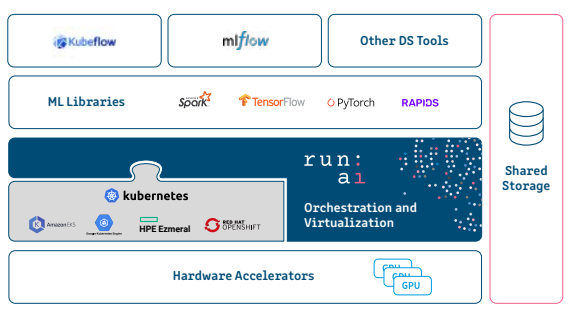 Kubeflow
mlflow
Other DS Tools
ML Libraries
Spark
TensorFlow
PyTorch
RAPIDS
run:
ai
Orchestration and
Virtualization
kubernetes
Amazon EKS
Google Kubernetes Engine
HPE Ezmeral
RED HAT
OPENSHIFT
Hardware Accelerators
GPU
GPU
GPU
Shared
Storage